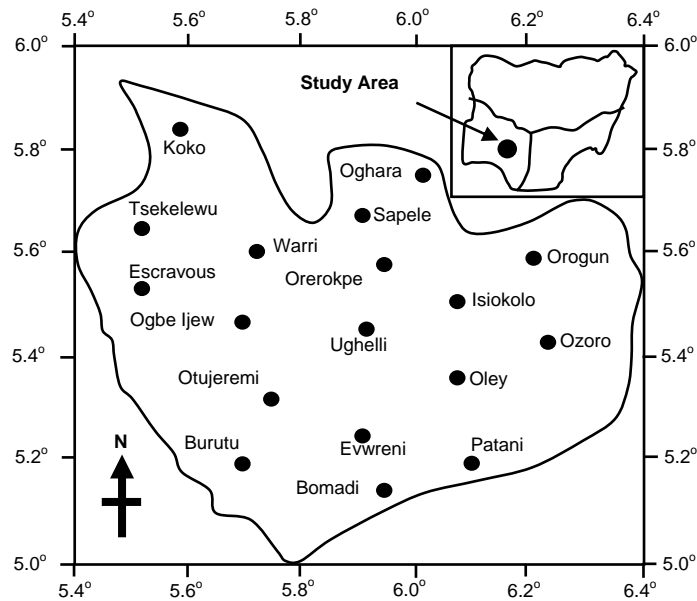 5.4° 5.6° 5.8° 6.0° 6.2° 6.4°
6.0° 6.0°
Study Area
5.8° 5.8°
Koko
Oghara
Tsekelewu
Sapele
Warri
5.6° 5.6°
Orogun
Escravous
Orerokpe
Isiokolo
Ogbe Ijew
Ughelli
Ozoro
5.4° 5.4°
Otujeremi
Oley
N
Burutu
Evwreni
Patani
5.2° 5.2°
Bomadi
5.0° 5.0°
5.4° 5.6° 5.8° 6.0° 6.2° 6.4°